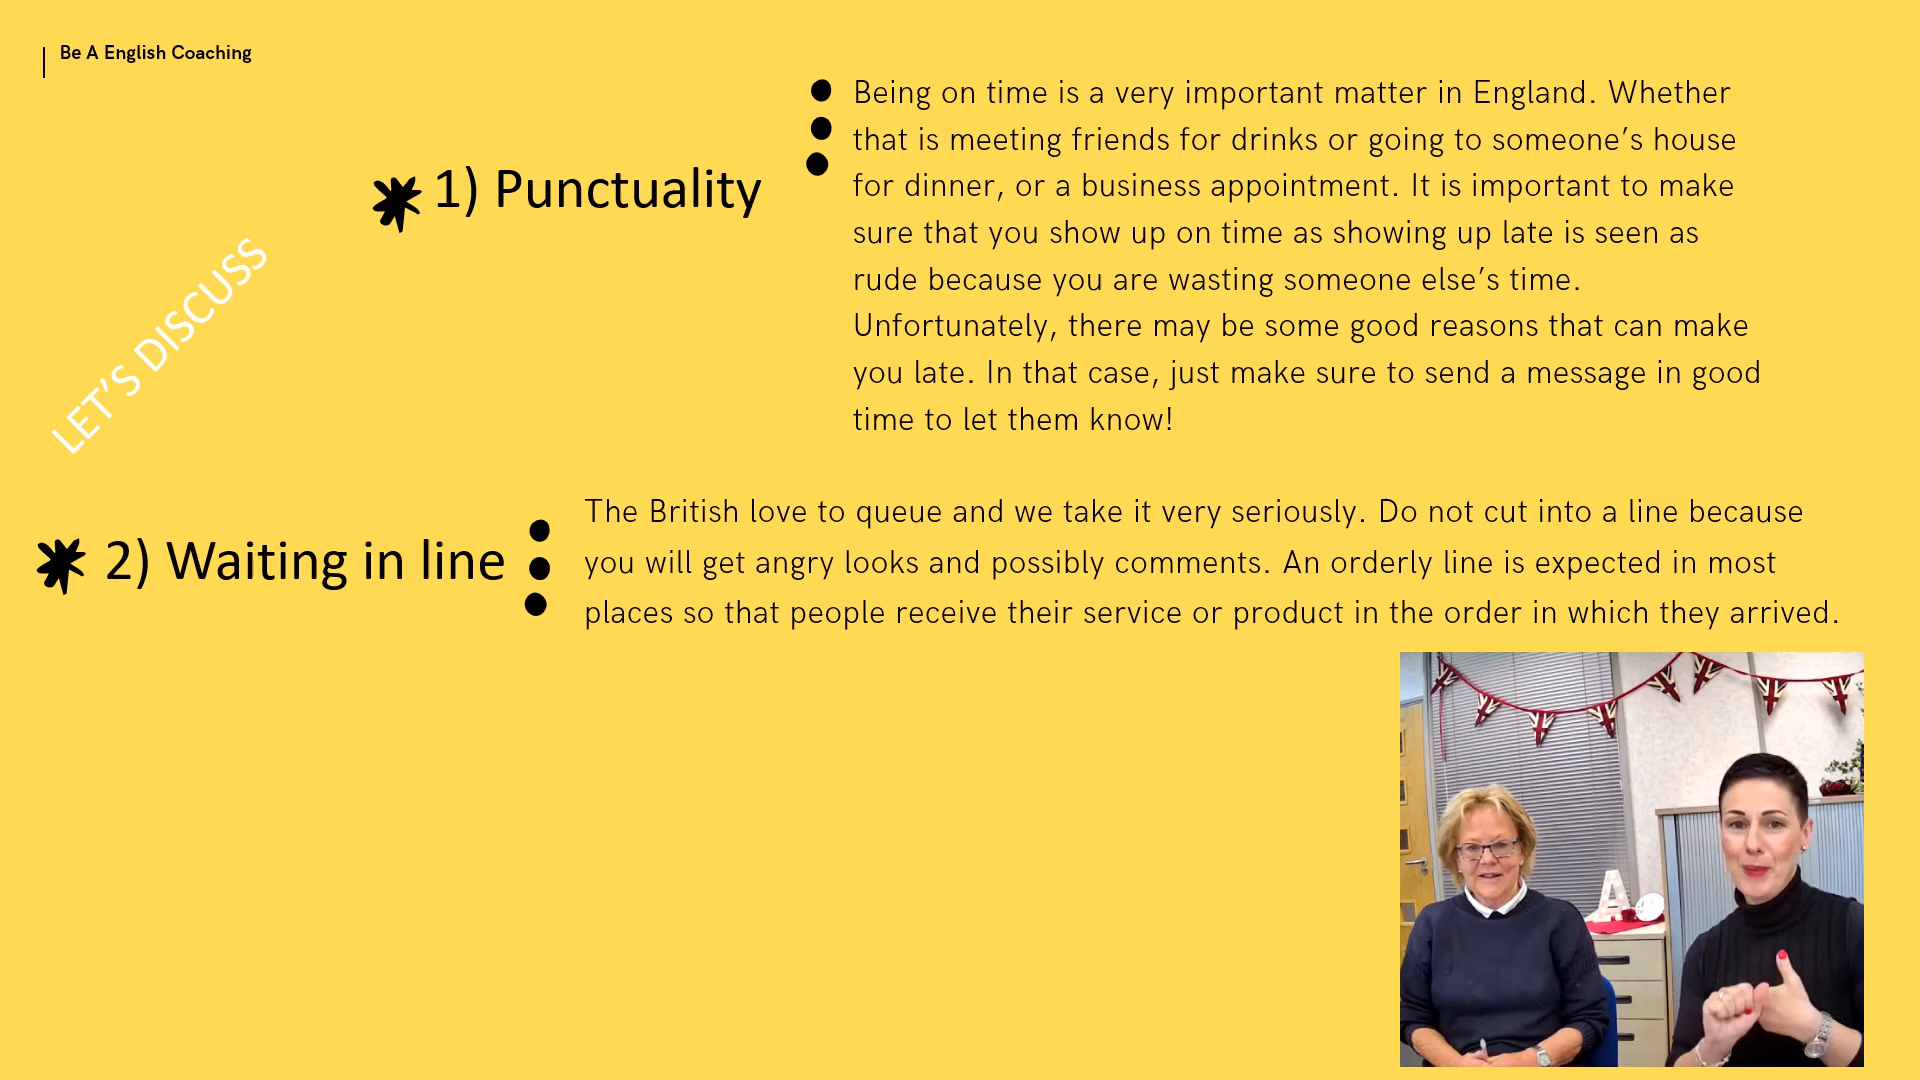 Be A English Coaching
1) Punctuality
Being on time is a very important matter in England. Whether
that is meeting friends for drinks or going to someone’s house
for dinner, or a business appointment. It is important to make
sure that you show up on time as showing up late is seen as
rude because you are wasting someone else’s time.
Unfortunately, there may be some good reasons that can make
you late. In that case, just make sure to send a message in good
time to let them know!
LET’S DISCUSS
2) Waiting in line
The British love to queue and we take it very seriously. Do not cut into a line because
you will get angry looks and possibly comments. An orderly line is expected in most
places so that people receive their service or product in the order in which they arrived.
A